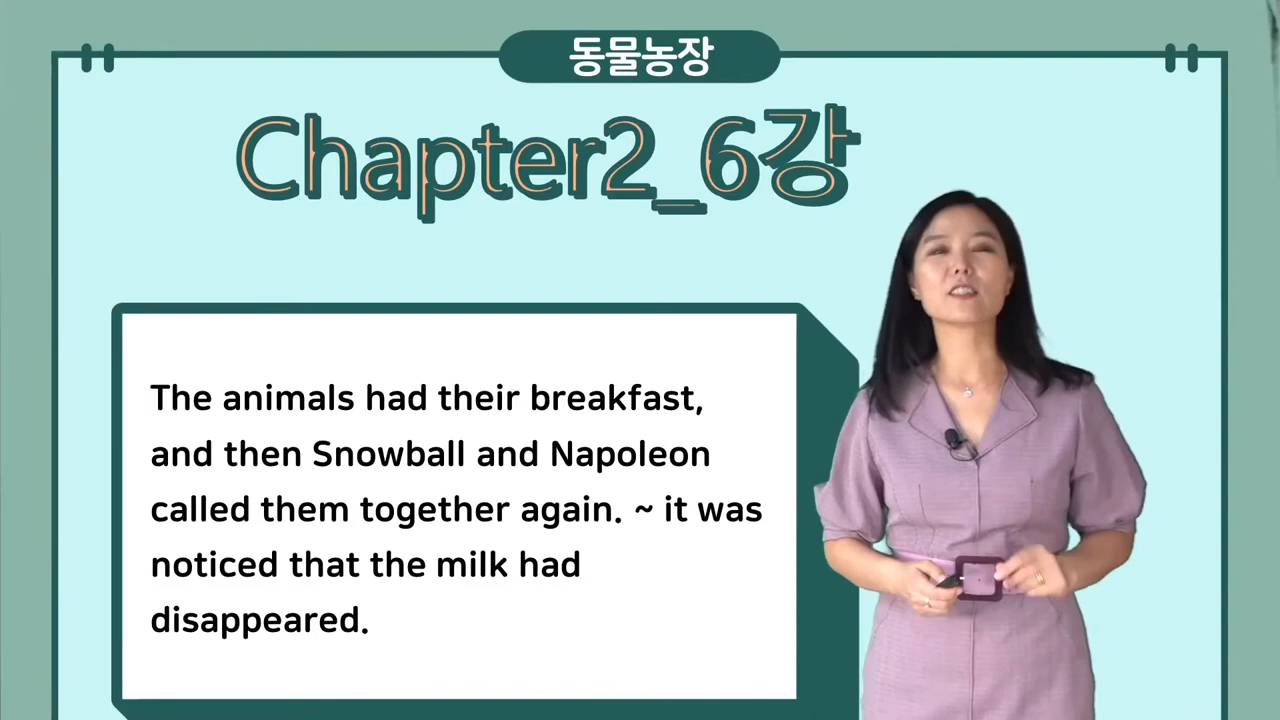 동물농장
Chapter2_6강
The animals had their breakfast,
and then Snowball and Napoleon
called them together again. ~ it was
noticed that the milk had
disappeared.